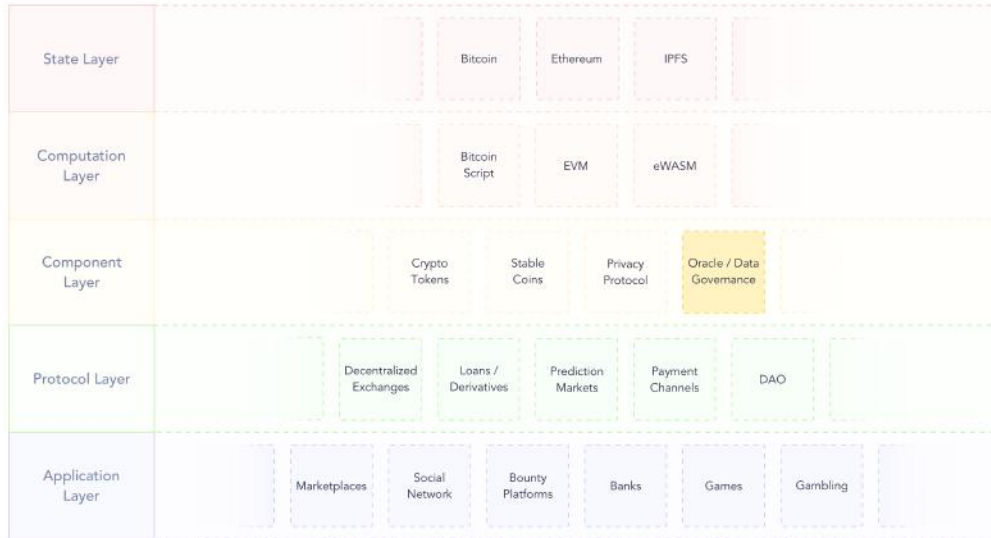 State Layer
Bitcoin
Ethereum
IPFS
Computation
Layer
Bitcoin
Script
EVM
eWASM
Component
Layer
Crypto
Tokens
Stable
Coins
Privacy
Protocol
Oracle / Data
Governance
Protocol Layer
Decentralized
Exchanges
Loans /
Derivatives
Prediction
Markets
Payment
Channels
DAO
Application
Layer
Marketplaces
Social
Network
Bounty
Platforms
Banks
Games
Gambling